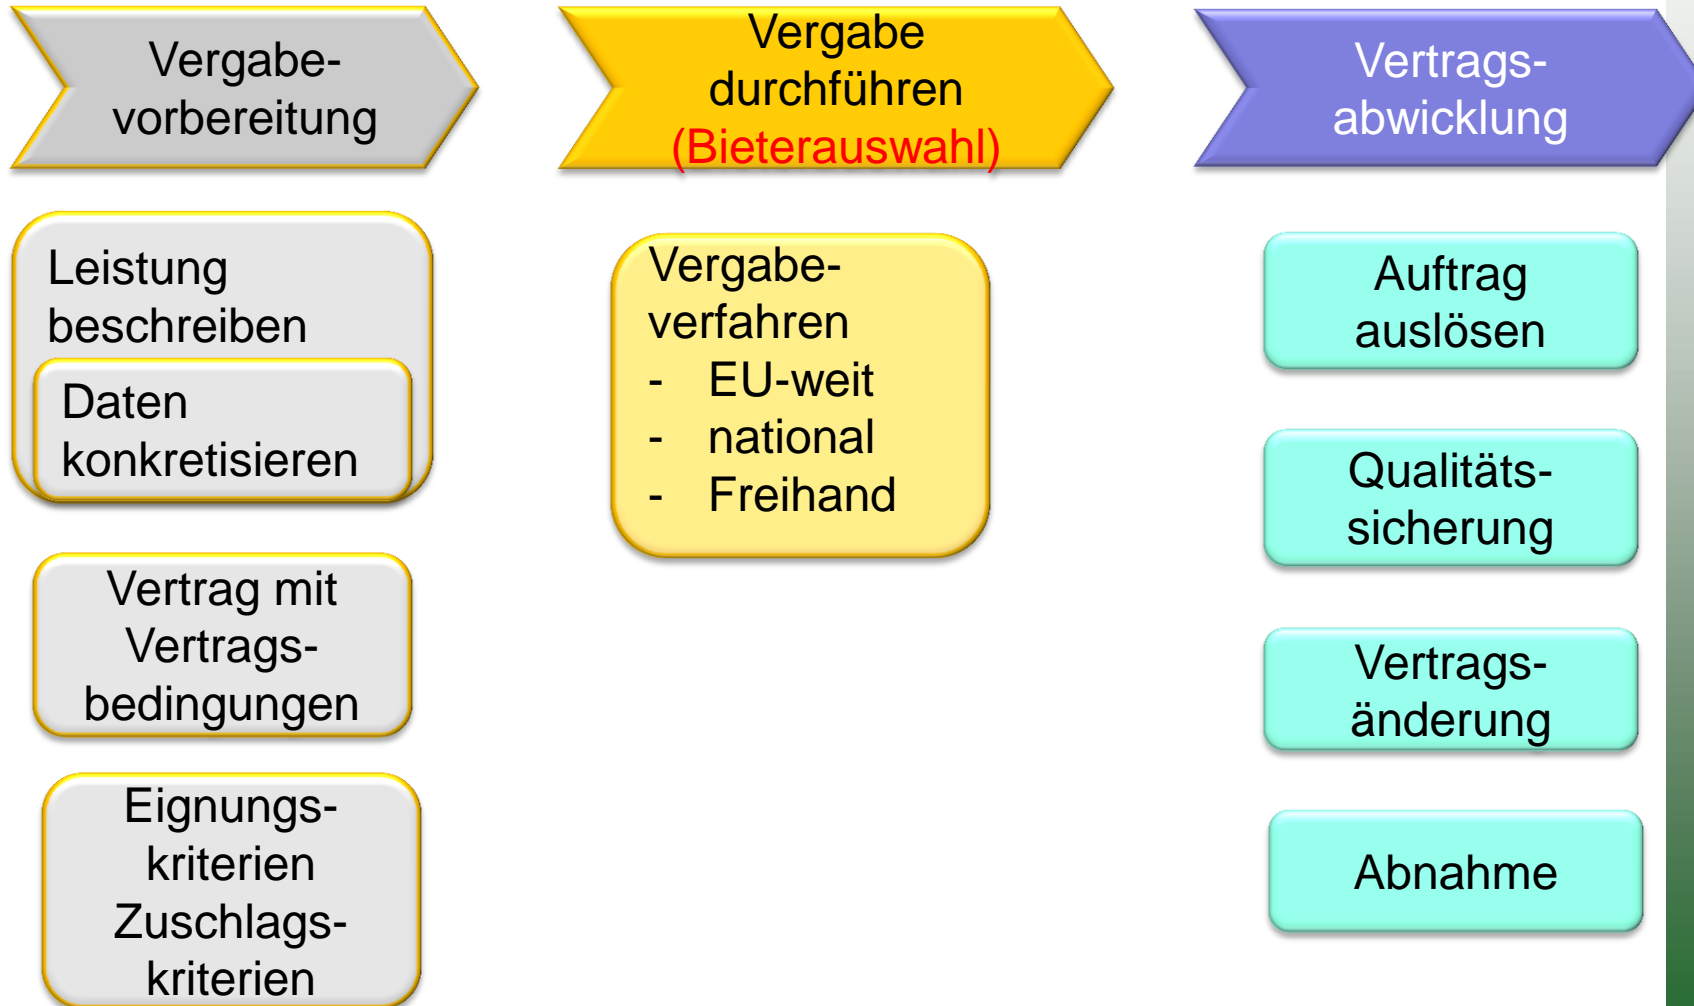 Vergabe-
vorbereitung
Vergabe
durchführen
(Bieterauswahl)
Vertrags-
abwicklung
Leistung
beschreiben
Daten
konkretisieren
Vertrag mit
Vertrags-
bedingungen
Eignungs-
kriterien
Zuschlags-
kriterien
Vergabe-
verfahren
- EU-weit
- national
- Freihand
Auftrag
auslösen
Qualitäts-
sicherung
Vertrags-
änderung
Abnahme